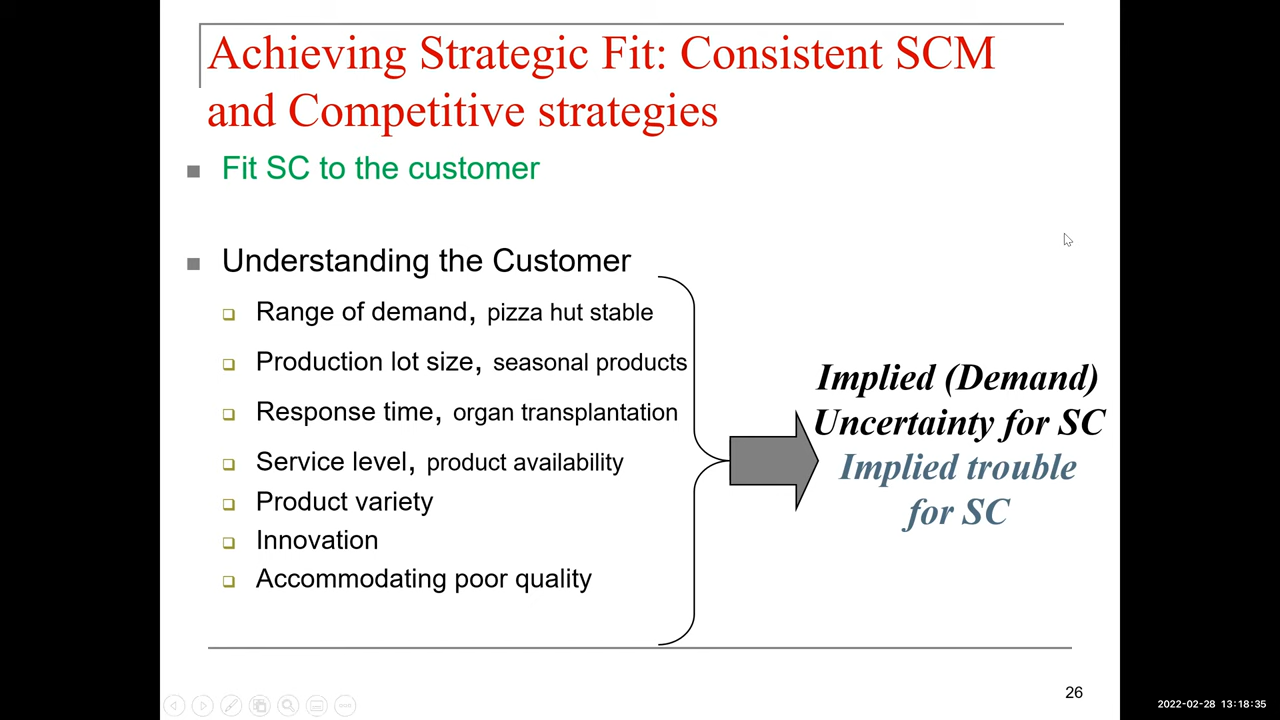 Achieving Strategic Fit: Consistent SCM
and Competitive strategies
Fit SC to the customer
Understanding the Customer
Range of demand, pizza hut stable
Production lot size, seasonal products
Response time, organ transplantation
Service level, product availability
Product variety
Innovation
Accommodating poor quality
Implied (Demand)
Uncertainty for SC
Implied trouble
for SC
26
2022-02-28 13:18:35